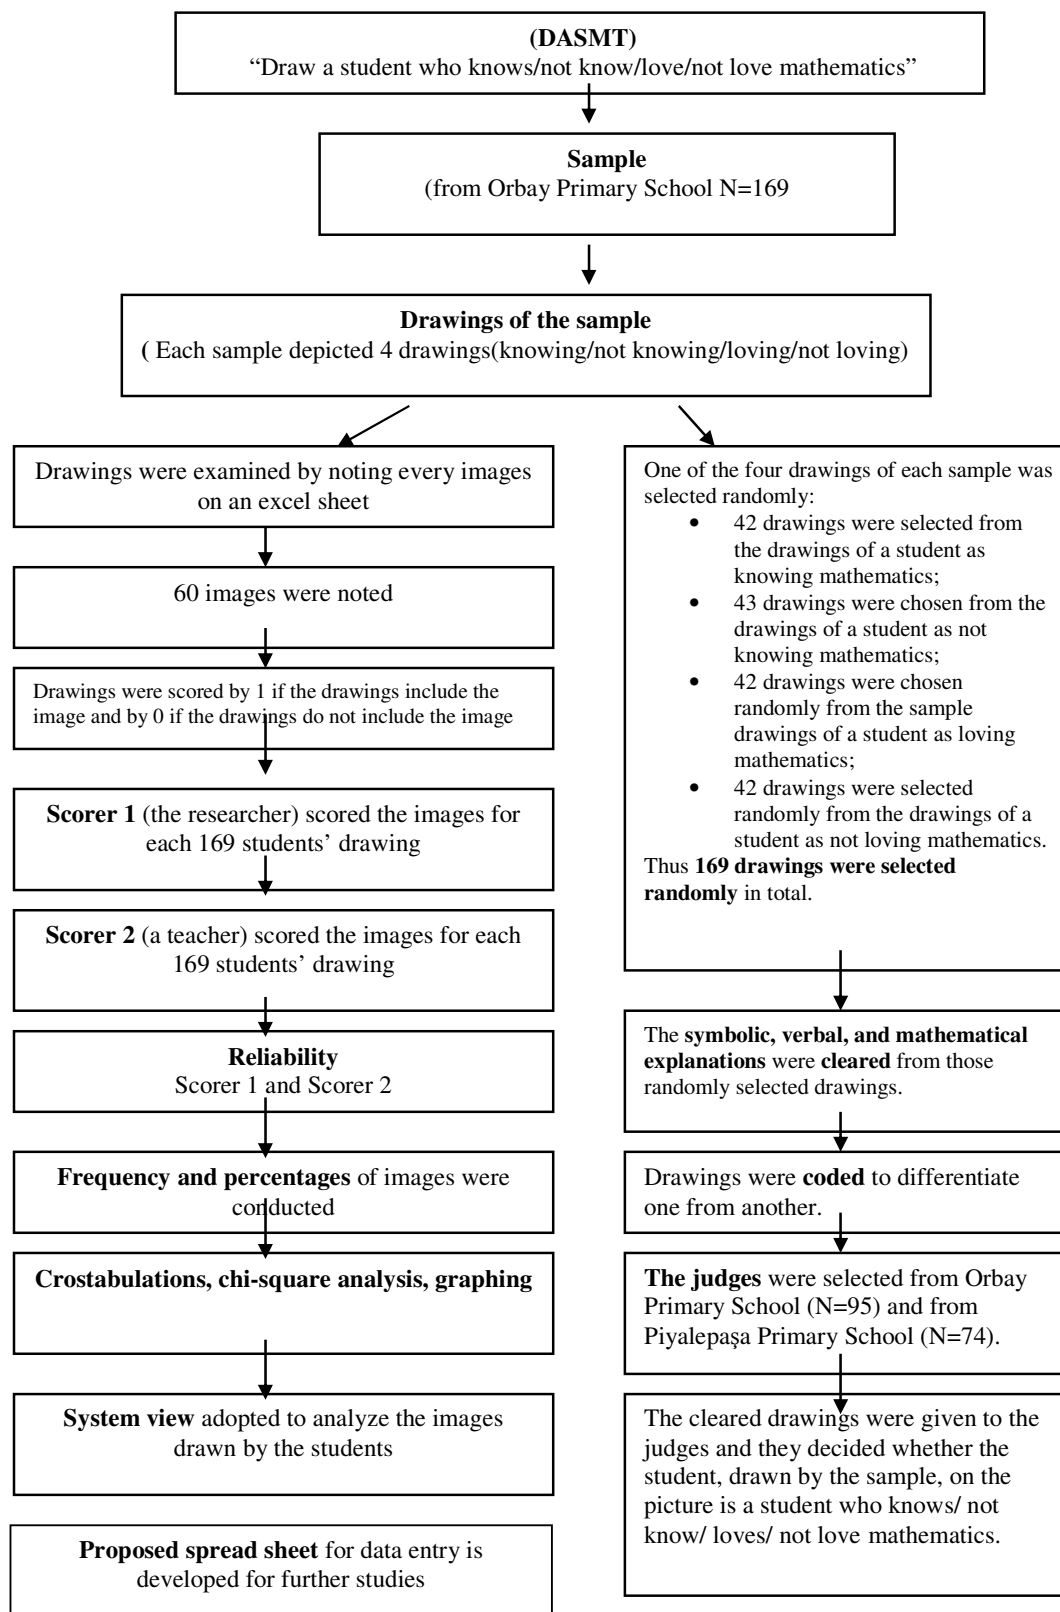 (DASMT)
“Draw a student who knows/not know/love/not love mathematics”
Sample
(from Orbay Primary School N=169
Drawings of the sample
( Each sample depicted 4 drawings(knowing/not knowing/loving/not loving)
Drawings were examined by noting every images
on an excel sheet
60 images were noted
Drawings were scored by 1 if the drawings include the
image and by 0 if the drawings do not include the image
Scorer 1 (the researcher) scored the images for
each 169 students’ drawing
Scorer 2 (a teacher) scored the images for each
169 students’ drawing
Reliability
Scorer 1 and Scorer 2
Frequency and percentages of images were
conducted
Crostabulations, chi-square analysis, graphing
System view adopted to analyze the images
drawn by the students
Proposed spread sheet for data entry is
developed for further studies
One of the four drawings of each sample was
selected randomly:
• 42 drawings were selected from
the drawings of a student as
knowing mathematics;
• 43 drawings were chosen from the
drawings of a student as not
knowing mathematics;
• 42 drawings were chosen
randomly from the sample
drawings of a student as loving
mathematics;
• 42 drawings were selected
randomly from the drawings of a
student as not loving mathematics.
Thus 169 drawings were selected
randomly in total.
The symbolic, verbal, and mathematical
explanations were cleared from those
randomly selected drawings.
Drawings were coded to differentiate
one from another.
The judges were selected from Orbay
Primary School (N=95) and from
Piyalepaşa Primary School (N=74).
The cleared drawings were given to the
judges and they decided whether the
student, drawn by the sample, on the
picture is a student who knows/ not
know/ loves/ not love mathematics.